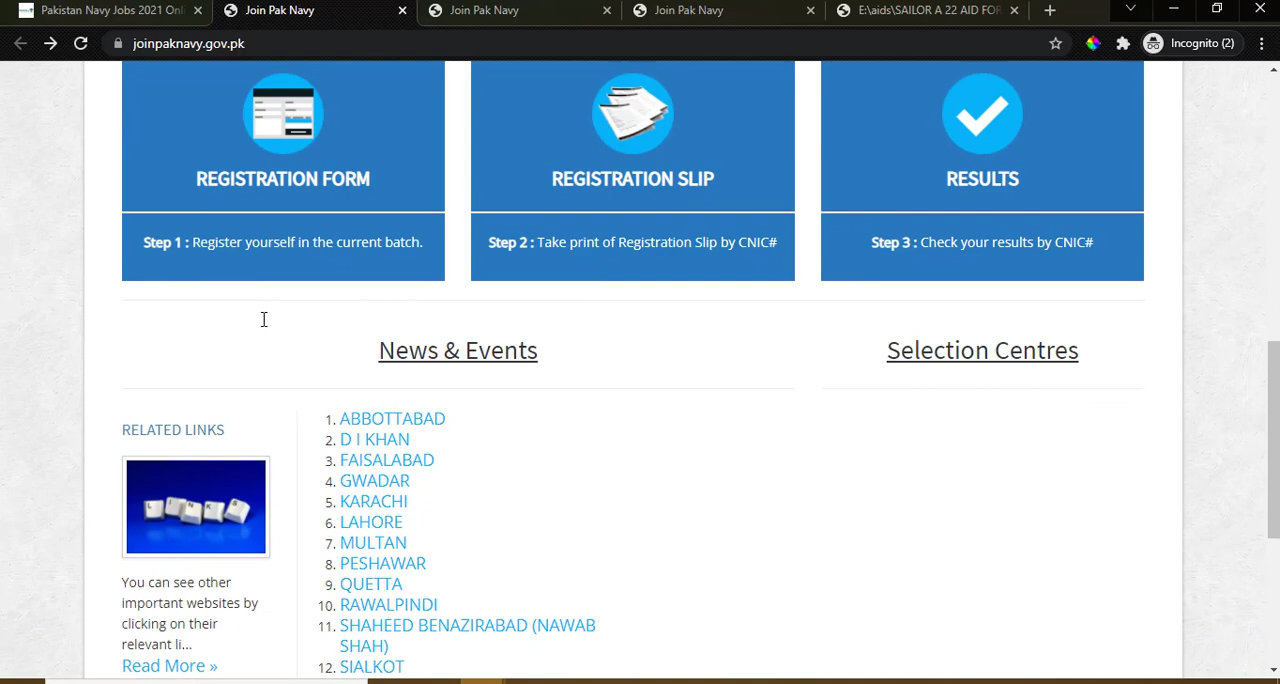 Pakistan Navy Jobs 2021 Onl
Join Pak Navy
Join Pak Navy
Join Pak Navy
E:\aids\SAILOR A 22 AID FOR
joinpaknavy.gov.pk
Incognito (2)
REGISTRATION FORM
Step 1 : Register yourself in the current batch.
REGISTRATION SLIP
Step 2 : Take print of Registration Slip by CNIC#
RESULTS
Step 3 : Check your results by CNIC#
News & Events
Selection Centres
RELATED LINKS
L I N K S
You can see other
important websites by
clicking on their
relevant li...
Read More »
1. ABBOTTABAD
2. D I KHAN
3. FAISALABAD
4. GWADAR
5. KARACHI
6. LAHORE
7. MULTAN
8. PESHAWAR
9. QUETTA
10. RAWALPINDI
11. SHAHEED BENAZIRABAD (NAWAB
SHAH)
12. SIALKOT